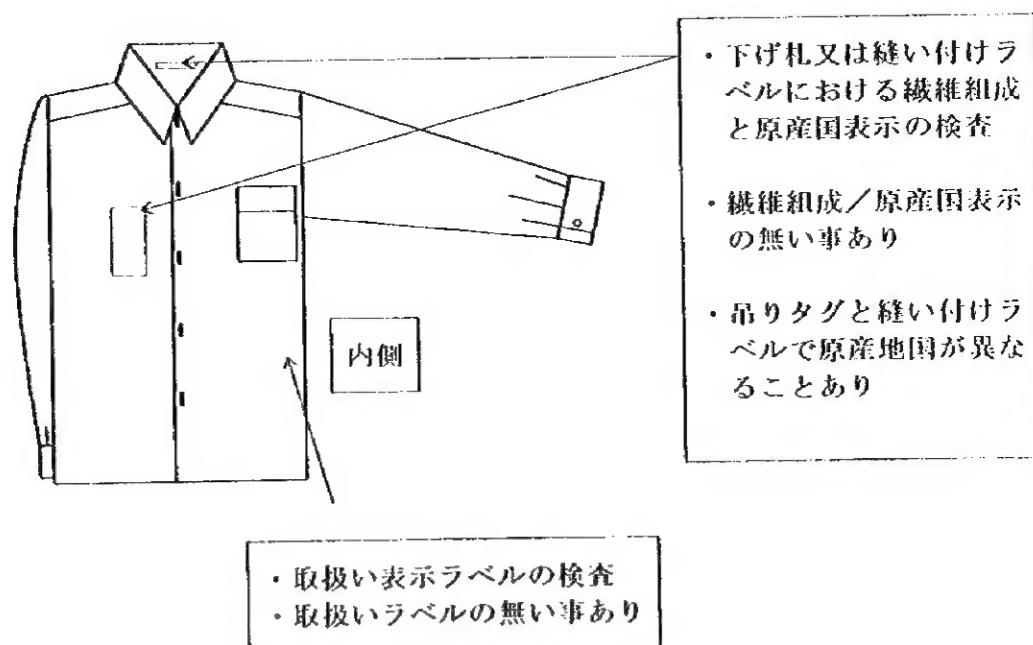 ・下げ札又は縫い付けラ
ベルにおける繊維組成
と原産国表示の検査
・繊維組成／原産国表示
の無い事あり
・吊りタグと縫い付けラ
ベルで原産地国が異な
ることあり
内側
・取扱い表示ラベルの検査
・取扱いラベルの無い事あり